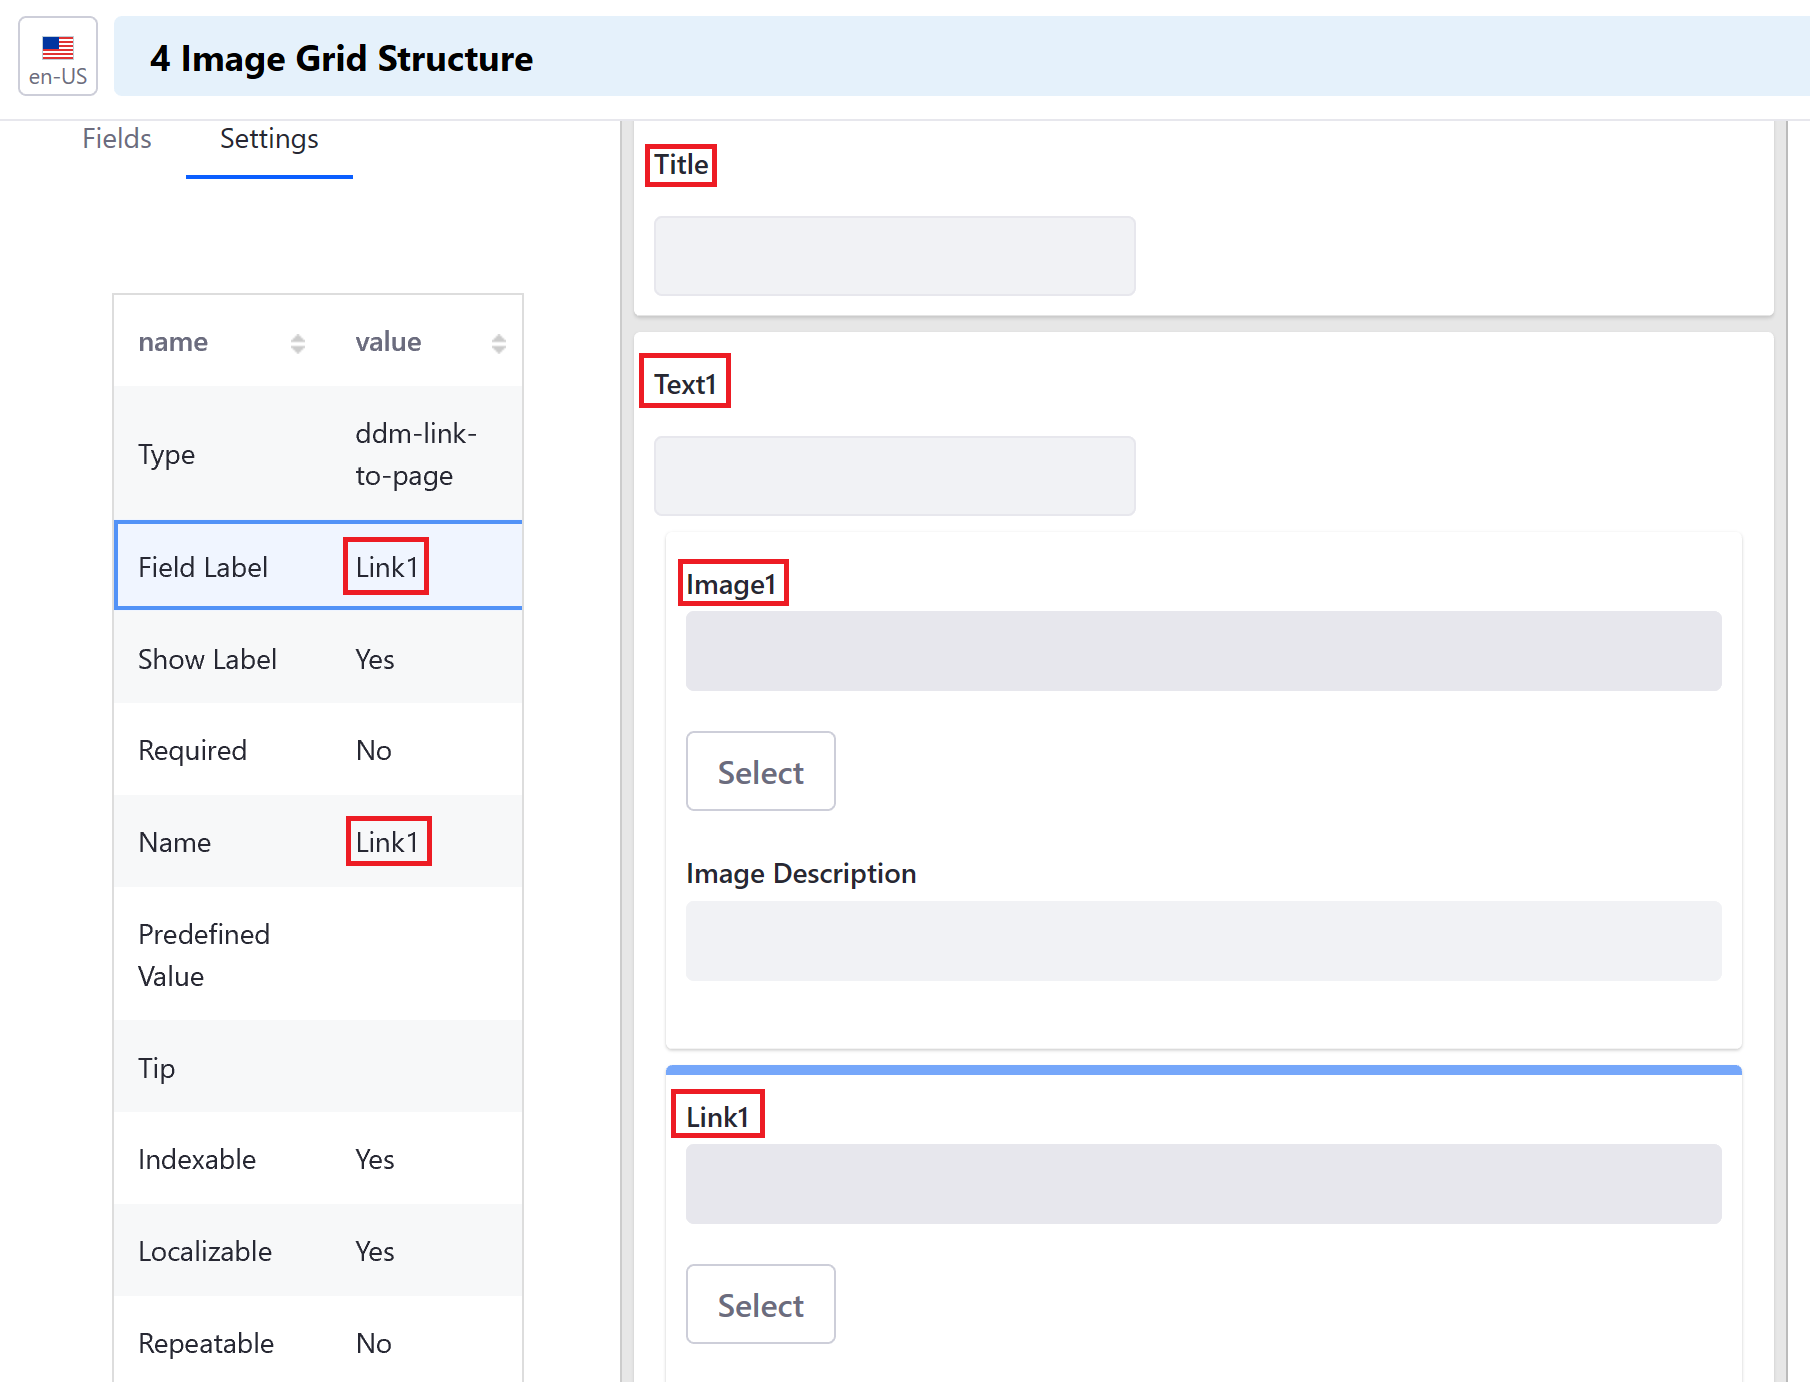 en-US
4 Image Grid Structure
Fields Settings
name value
Type ddm-link-
to-page
Field Label Link1
Show Label Yes
Required No
Name Link1
Predefined
Value
Tip
Indexable Yes
Localizable Yes
Repeatable No
Title
Text1
Image1
Select
Image Description
Link1
Select